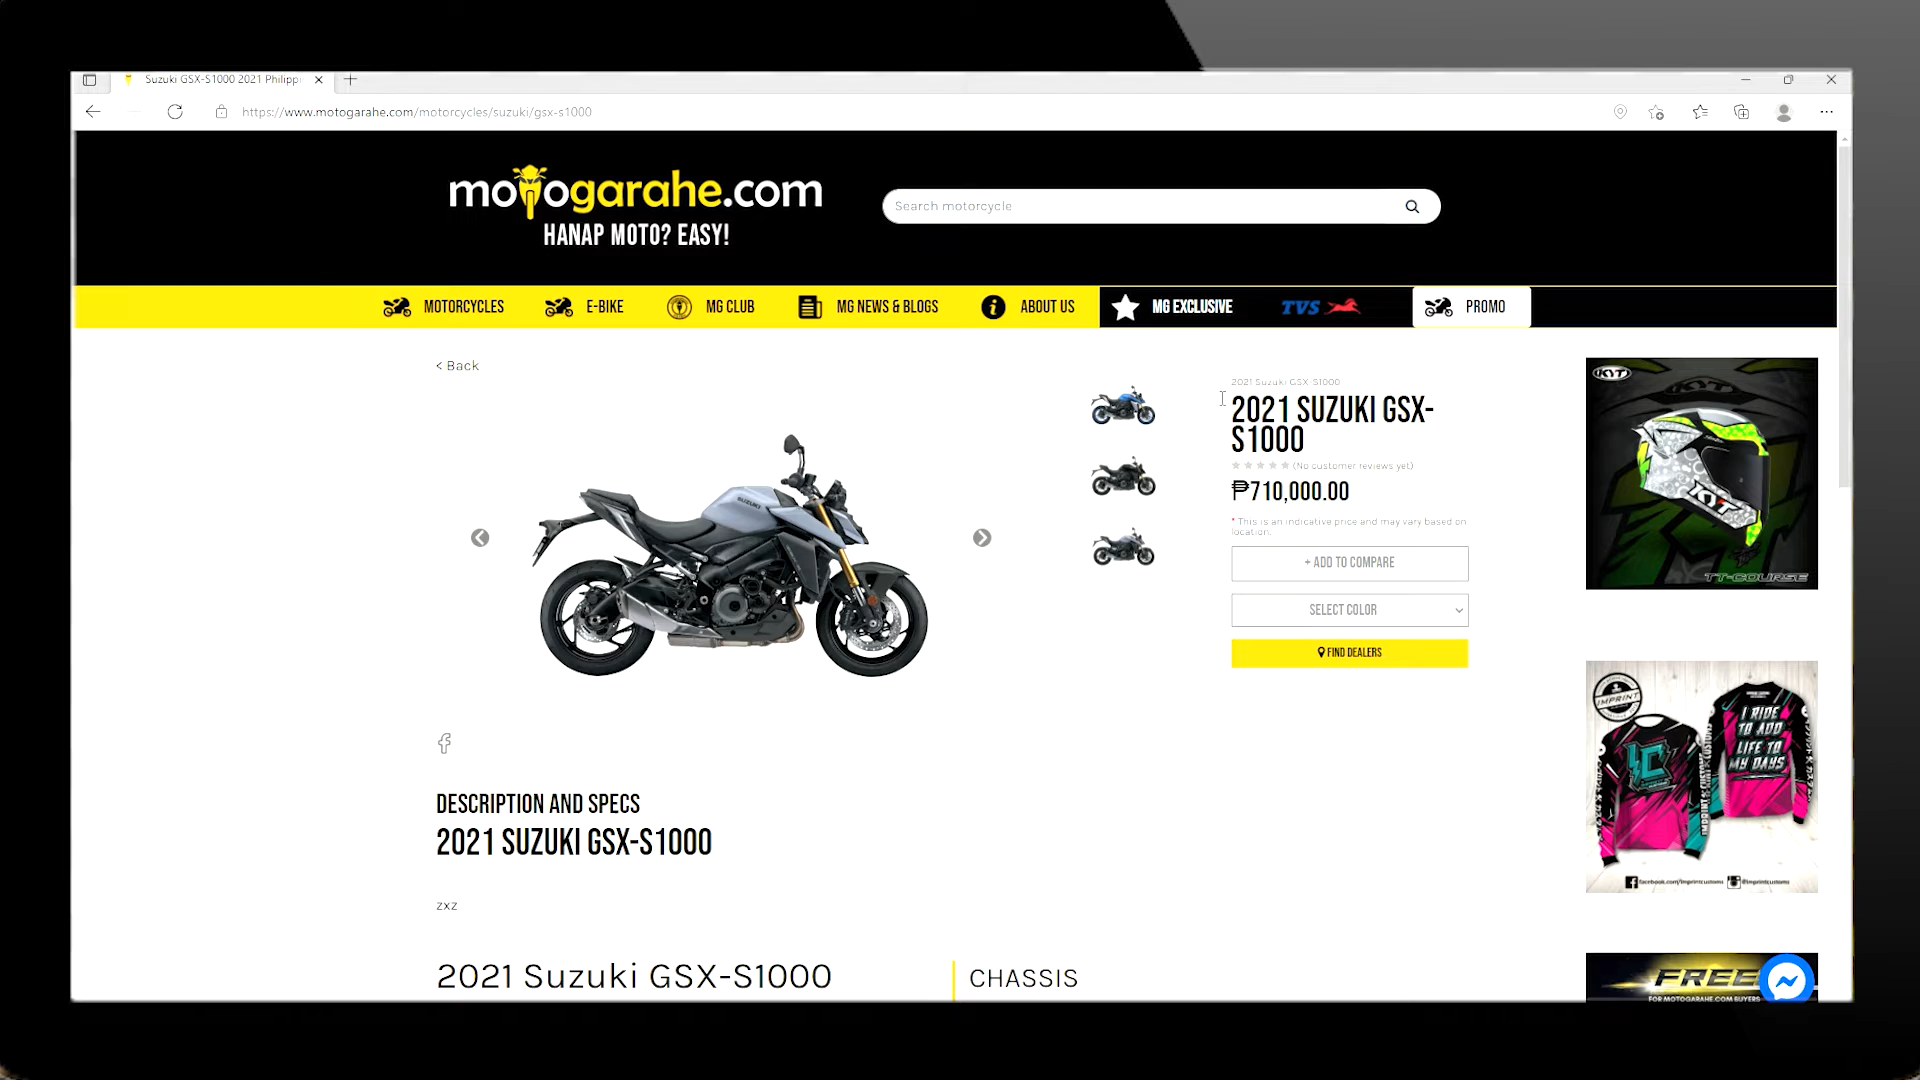 Suzuki GSX-S1000 2021 Philippi
https://www.motogarahe.com/motorcycles/suzuki/gsx-s1000
motogarahe.com
HANAP MOTO? EASY!
Search motorcycle
MOTORCYCLES
E-BIKE
MG CLUB
MG NEWS & BLOGS
ABOUT US
MG EXCLUSIVE
TVS
PROMO
< Back
2021 Suzuki GSX-S1000
2021 SUZUKI GSX-
S1000
(No customer reviews yet)
₱710,000.00
* This is an indicative price and may vary based on
location.
+ ADD TO COMPARE
SELECT COLOR
FIND DEALERS
SUZUKI
KYT
KYT
TT-COURSE
IMPRINT
I RIDE
TO ADD
LIFE TO
MY DAYS
facebook.com/imprintcustoms
@imprintcustoms
DESCRIPTION AND SPECS
2021 SUZUKI GSX-S1000
zxz
2021 Suzuki GSX-S1000
CHASSIS
FREE
FOR MOTOGARAHE.COM BUYERS